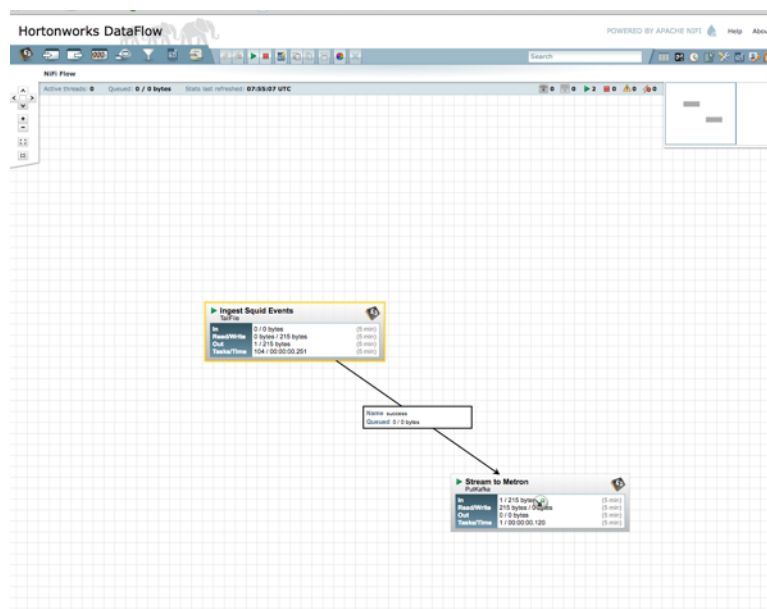 Hortonworks DataFlow
POWERED BY APACHE NIFI Help
Search
NiFi Flow
Active threads: 0 Queued: 0 / 0 bytes Stats last refreshed: 07:55:07 UTC 0 0 2 0 0 0
Ingest Squid Events
TailFile
In 0 / 0 bytes (5 min)
Read/Write 0 bytes / 215 bytes (5 min)
Out 1 / 215 bytes (5 min)
Tasks/Time 104 / 00:00:00.251 (5 min)
Name success
Queued 0 / 0 bytes
Stream to Metron
PutKafka
In 1 / 215 bytes (5 min)
Read/Write 215 bytes / 0 bytes (5 min)
Out 0 / 0 bytes (5 min)
Tasks/Time 1 / 00:00:00.120 (5 min)